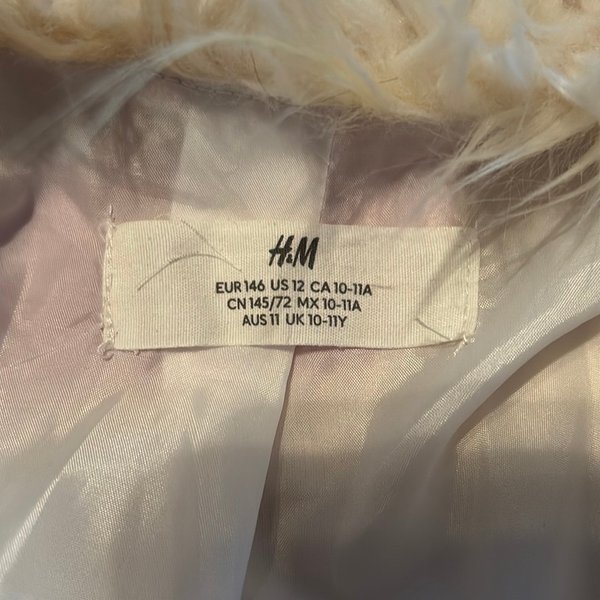 H&M
EUR 146 US 12 CA 10-11A
CN 145/72 MX 10-11A
AUS 11 UK 10-11Y